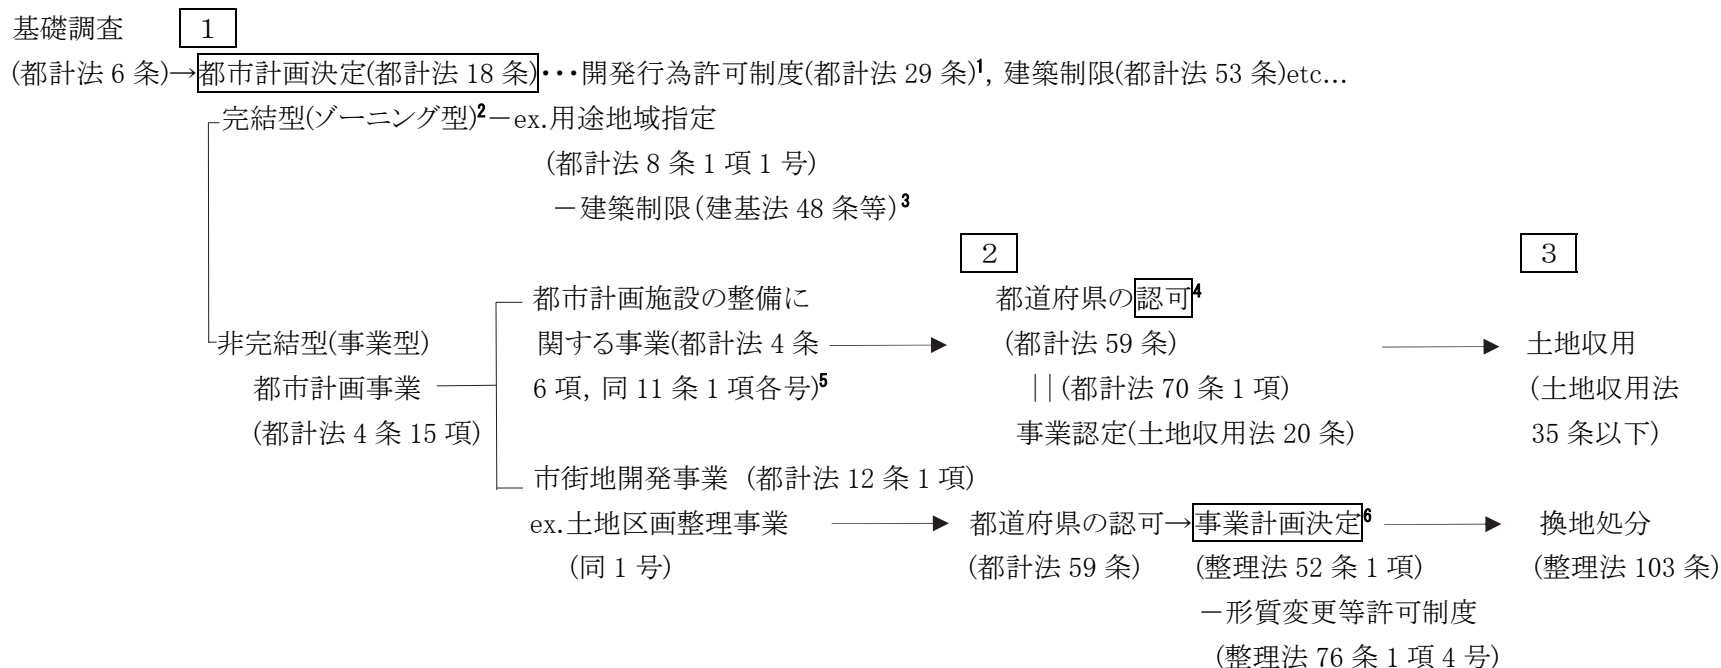 基礎調査 1
(都計法 6 条)→都市計画決定(都計法 18 条)・・・開発行為許可制度(都計法 29 条)1, 建築制限(都計法 53 条)etc…
完結型(ゾーニング型)2－ex.用途地域指定
(都計法 8 条 1 項 1 号)
－建築制限(建基法 48 条等)3
2 3
都市計画施設の整備に 都道府県の認可4
関する事業(都計法 4 条 (都計法 59 条) 土地収用
非完結型(事業型)
都市計画事業 6 項, 同 11 条 1 項各号)5 ||(都計法 70 条 1 項) (土地収用法
(都計法 4 条 15 項) 事業認定(土地収用法 20 条) 35 条以下)
市街地開発事業 (都計法 12 条 1 項)
ex.土地区画整理事業 都道府県の認可→事業計画決定6 換地処分
(同 1 号) (都計法 59 条) (整理法 52 条 1 項) (整理法 103 条)
－形質変更等許可制度
(整理法 76 条 1 項 4 号)